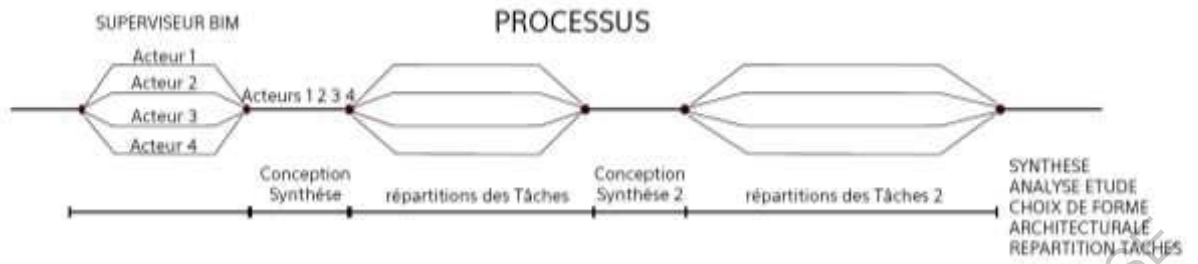 PROCESSUS
SUPERVISEUR BIM
Acteur 1
Acteur 2
Acteurs 1 2 3 4
Acteur 3
Acteur 4
Conception
Synthése
répartitions des Tâches
Conception
Synthèse 2
répartitions des Tâches 2
SYNTHESE
ANALYSE ETUDE
CHOIX DE FORME
ARCHITECTURALE
REPARTITION TACHES